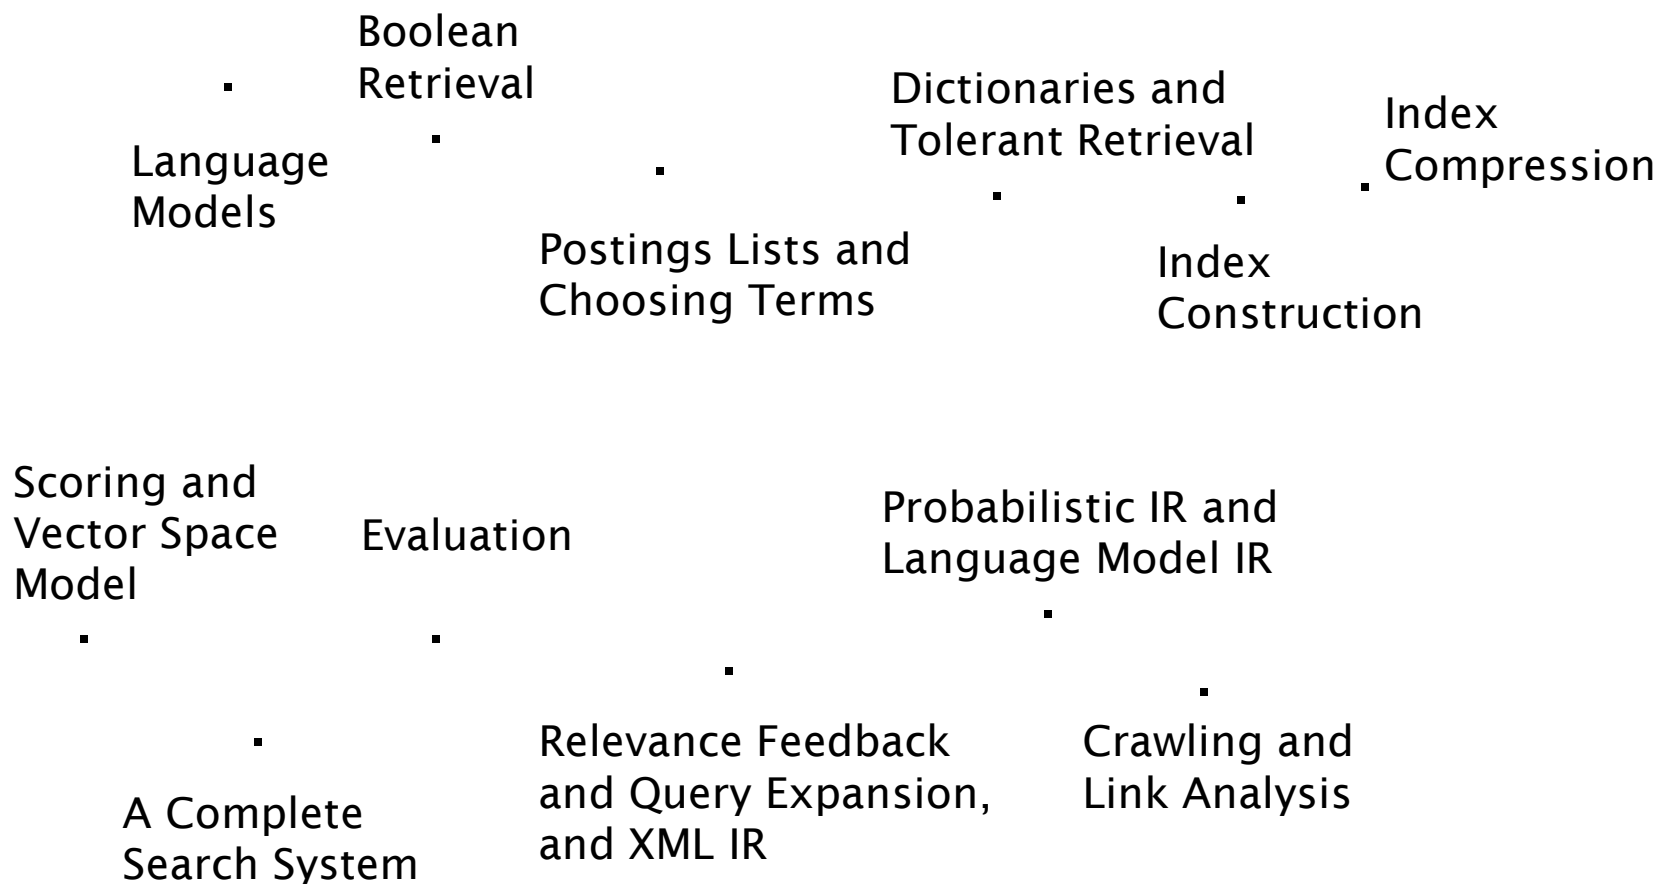 Boolean
Retrieval
Language
Models
Postings Lists and
Choosing Terms
Dictionaries and
Tolerant Retrieval
Index
Construction
Index
Compression
Scoring and
Vector Space
Model
A Complete
Search System
Evaluation
Relevance Feedback
and Query Expansion,
and XML IR
Probabilistic IR and
Language Model IR
Crawling and
Link Analysis